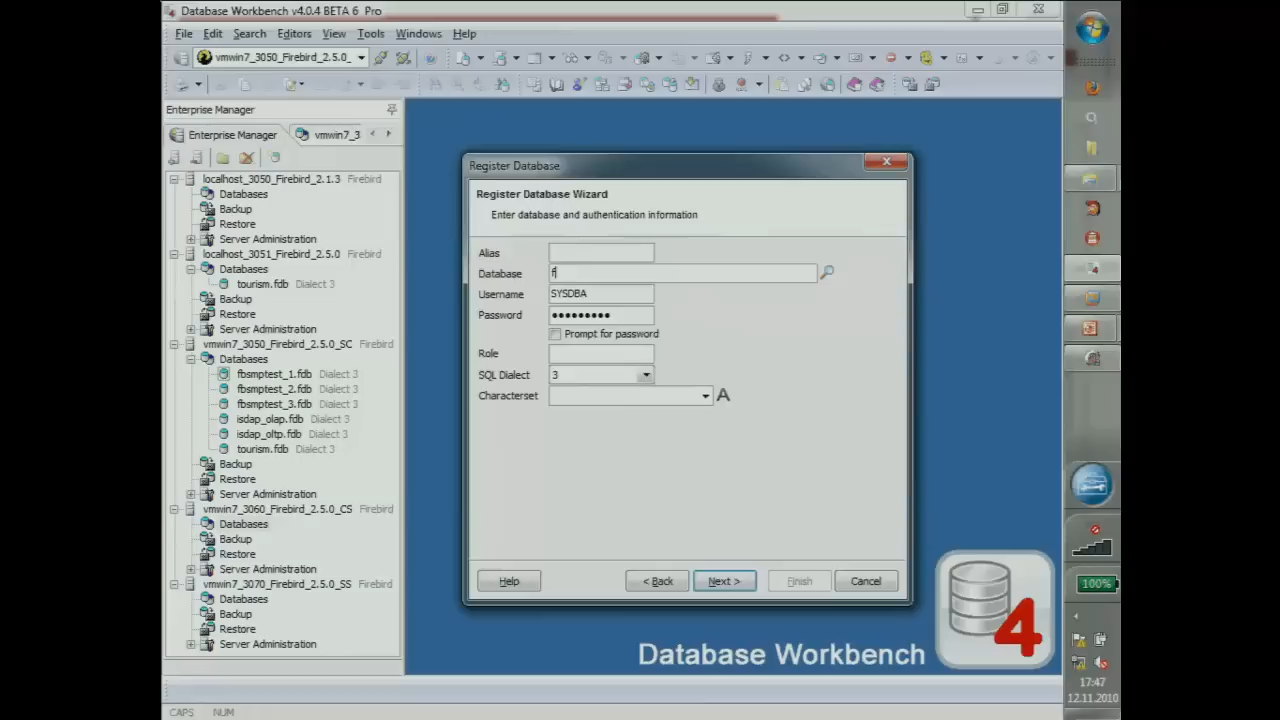 Database Workbench v4.0.4 BETA 6 Pro
File Edit Search Editors View Tools Windows Help
vmwin7_3050_Firebird_2.5.0_
Enterprise Manager
Enterprise Manager vmwin7_3
localhost_3050_Firebird_2.1.3 Firebird
Databases
Backup
Restore
Server Administration
localhost_3051_Firebird_2.5.0 Firebird
Databases
tourism.fdb Dialect 3
Backup
Restore
Server Administration
vmwin7_3050_Firebird_2.5.0_SC Firebird
Databases
fbsmptest_1.fdb Dialect 3
fbsmptest_2.fdb Dialect 3
fbsmptest_3.fdb Dialect 3
isdap_olap.fdb Dialect 3
isdap_oltp.fdb Dialect 3
tourism.fdb Dialect 3
Backup
Restore
Server Administration
vmwin7_3060_Firebird_2.5.0_CS Firebird
Databases
Backup
Restore
Server Administration
vmwin7_3070_Firebird_2.5.0_SS Firebird
Databases
Backup
Restore
Server Administration
Register Database
Register Database Wizard
Enter database and authentication information
Alias
Database f
Username SYSDBA
Password •••••••••
Prompt for password
Role
SQL Dialect 3
Characterset A
Help < Back Next > Finish Cancel
4
Database Workbench
100%
17:47
12.11.2010
CAPS NUM